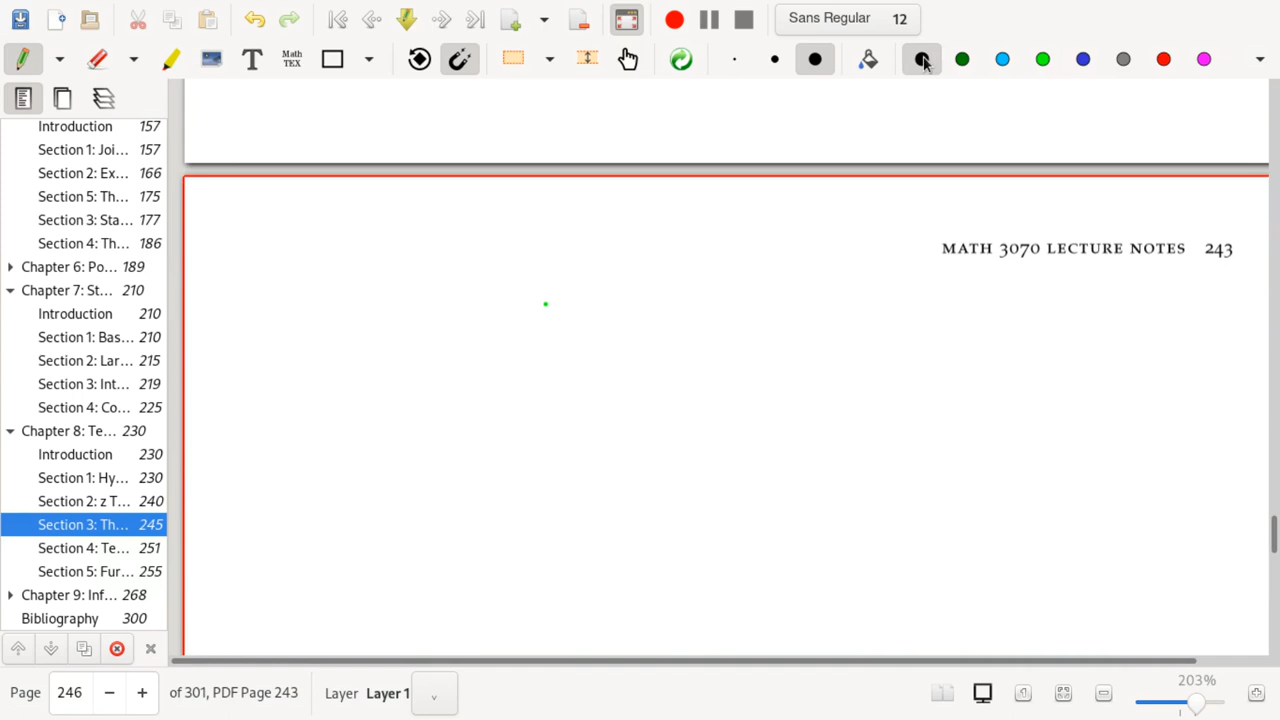 Sans Regular 12
Math
TEX
Introduction 157
Section 1: Joi... 157
Section 2: Ex... 166
Section 5: Th... 175
Section 3: Sta... 177
Section 4: Th... 186
Chapter 6: Po... 189
Chapter 7: St... 210
Introduction 210
Section 1: Bas... 210
Section 2: Lar... 215
Section 3: Int... 219
Section 4: Co... 225
Chapter 8: Te... 230
Introduction 230
Section 1: Hy... 230
Section 2: z T... 240
Section 3: Th... 245
Section 4: Te... 251
Section 5: Fur... 255
Chapter 9: Inf... 268
Bibliography 300
MATH 3070 LECTURE NOTES 243
Page 246 of 301, PDF Page 243 Layer Layer 1 203%